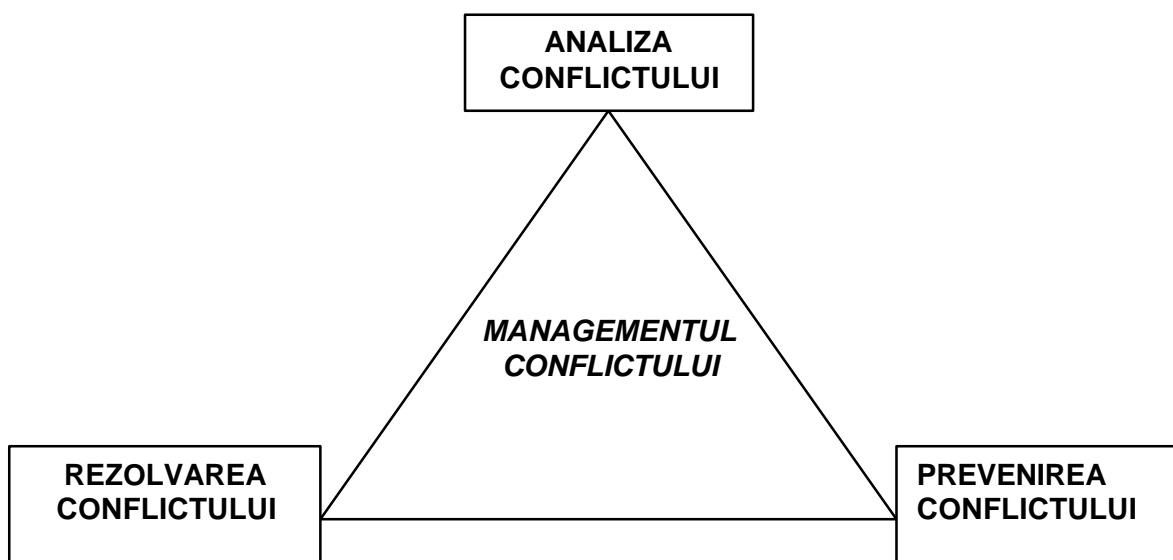 ANALIZA
CONFLICTULUI
MANAGEMENTUL
CONFLICTULUI
REZOLVAREA
CONFLICTULUI
PREVENIREA
CONFLICTULUI